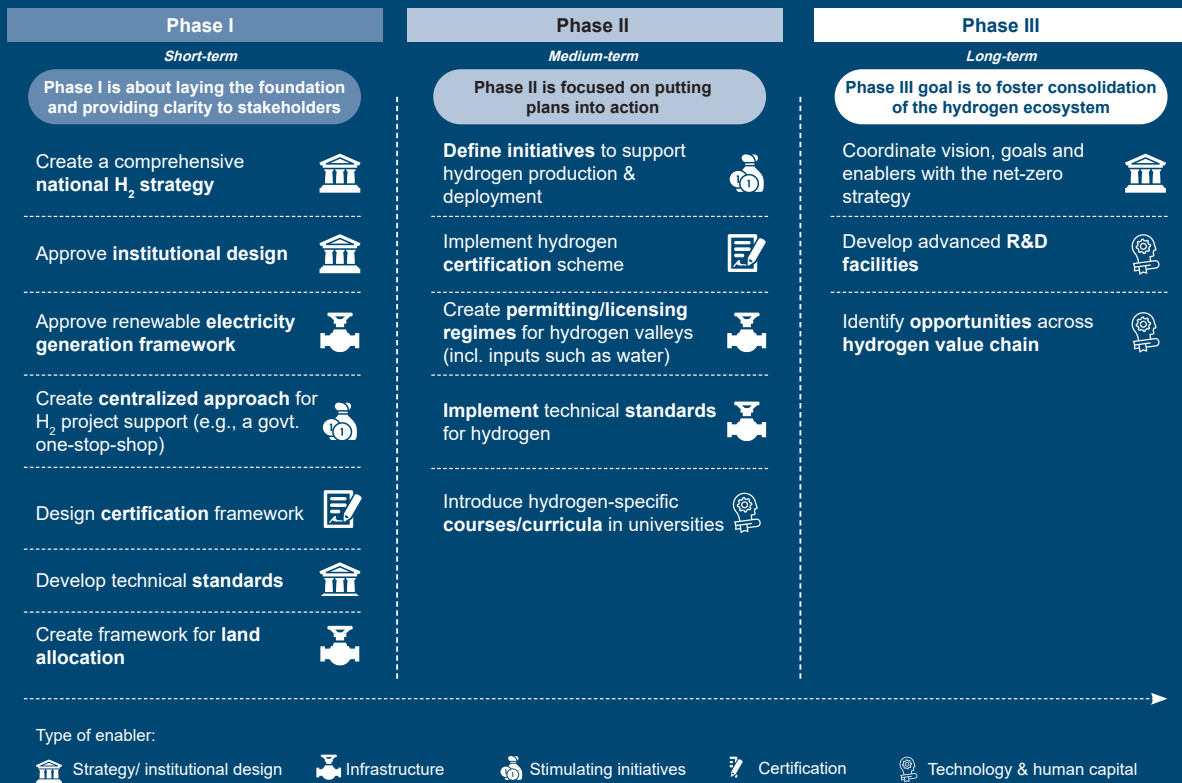 Phase I
Short-term
Phase I is about laying the foundation
and providing clarity to stakeholders
Create a comprehensive
national H2 strategy
Approve institutional design
Approve renewable electricity
generation framework
Create centralized approach for
H2 project support (e.g., a govt.
one-stop-shop)
Design certification framework
Develop technical standards
Create framework for land
allocation
Phase II
Medium-term
Phase II is focused on putting
plans into action
Define initiatives to support
hydrogen production &
deployment
Implement hydrogen
certification scheme
Create permitting/licensing
regimes for hydrogen valleys
(incl. inputs such as water)
Implement technical standards
for hydrogen
Introduce hydrogen-specific
courses/curricula in universities
Phase III
Long-term
Phase III goal is to foster consolidation
of the hydrogen ecosystem
Coordinate vision, goals and
enablers with the net-zero
strategy
Develop advanced R&D
facilities
Identify opportunities across
hydrogen value chain
Type of enabler:
Strategy/ institutional design
Infrastructure
Stimulating initiatives
Certification
Technology & human capital